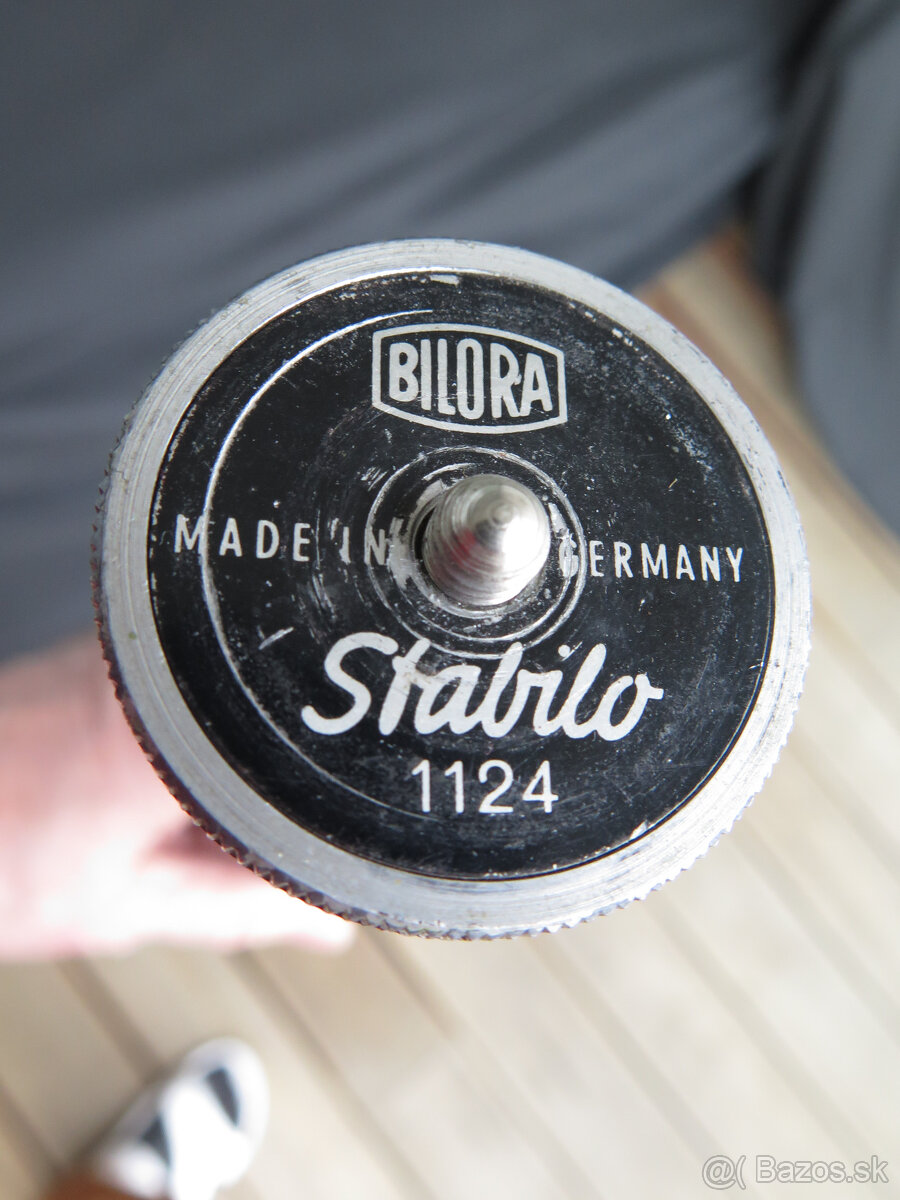 BILORA
MADE IN GERMANY
Stabilo
1124
@( Bazos.sk